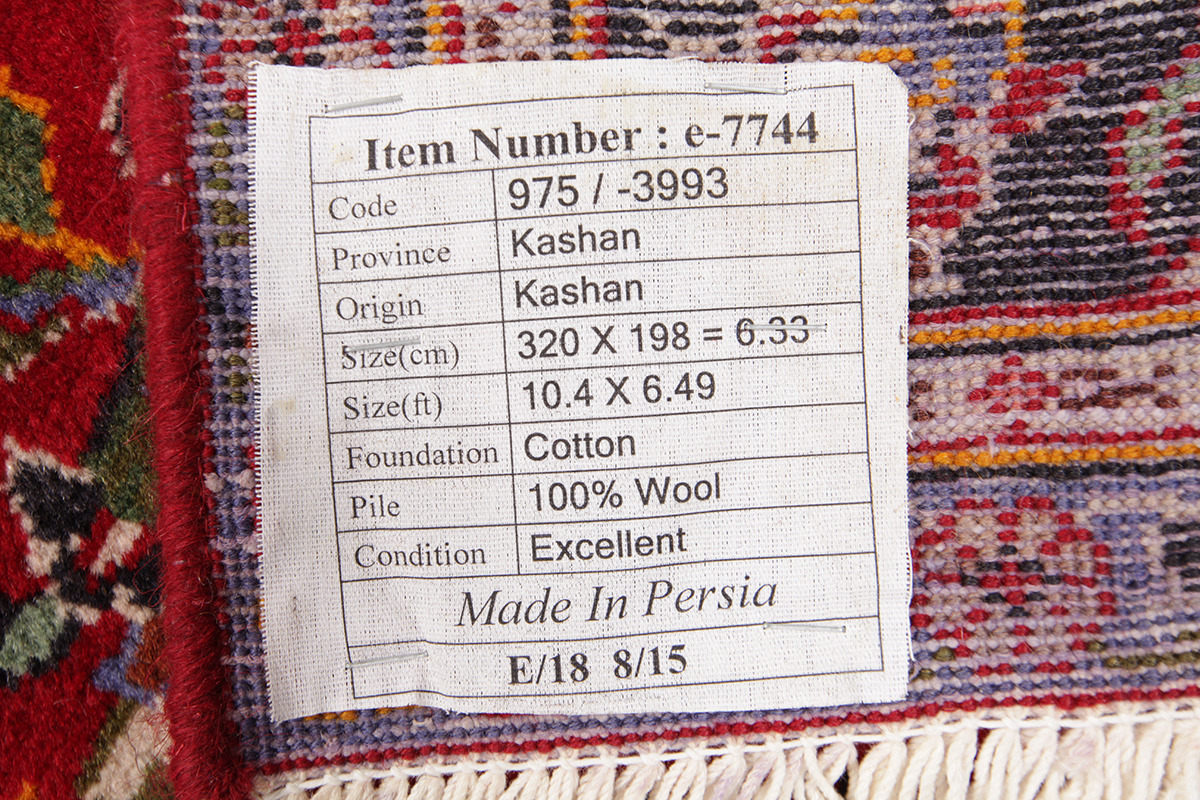 Item Number : e-7744
Code 975 / -3993
Province Kashan
Origin Kashan
Size(cm) 320 X 198 = 6.33
Size(ft) 10.4 X 6.49
Foundation Cotton
Pile 100% Wool
Condition Excellent
Made In Persia
E/18 8/15